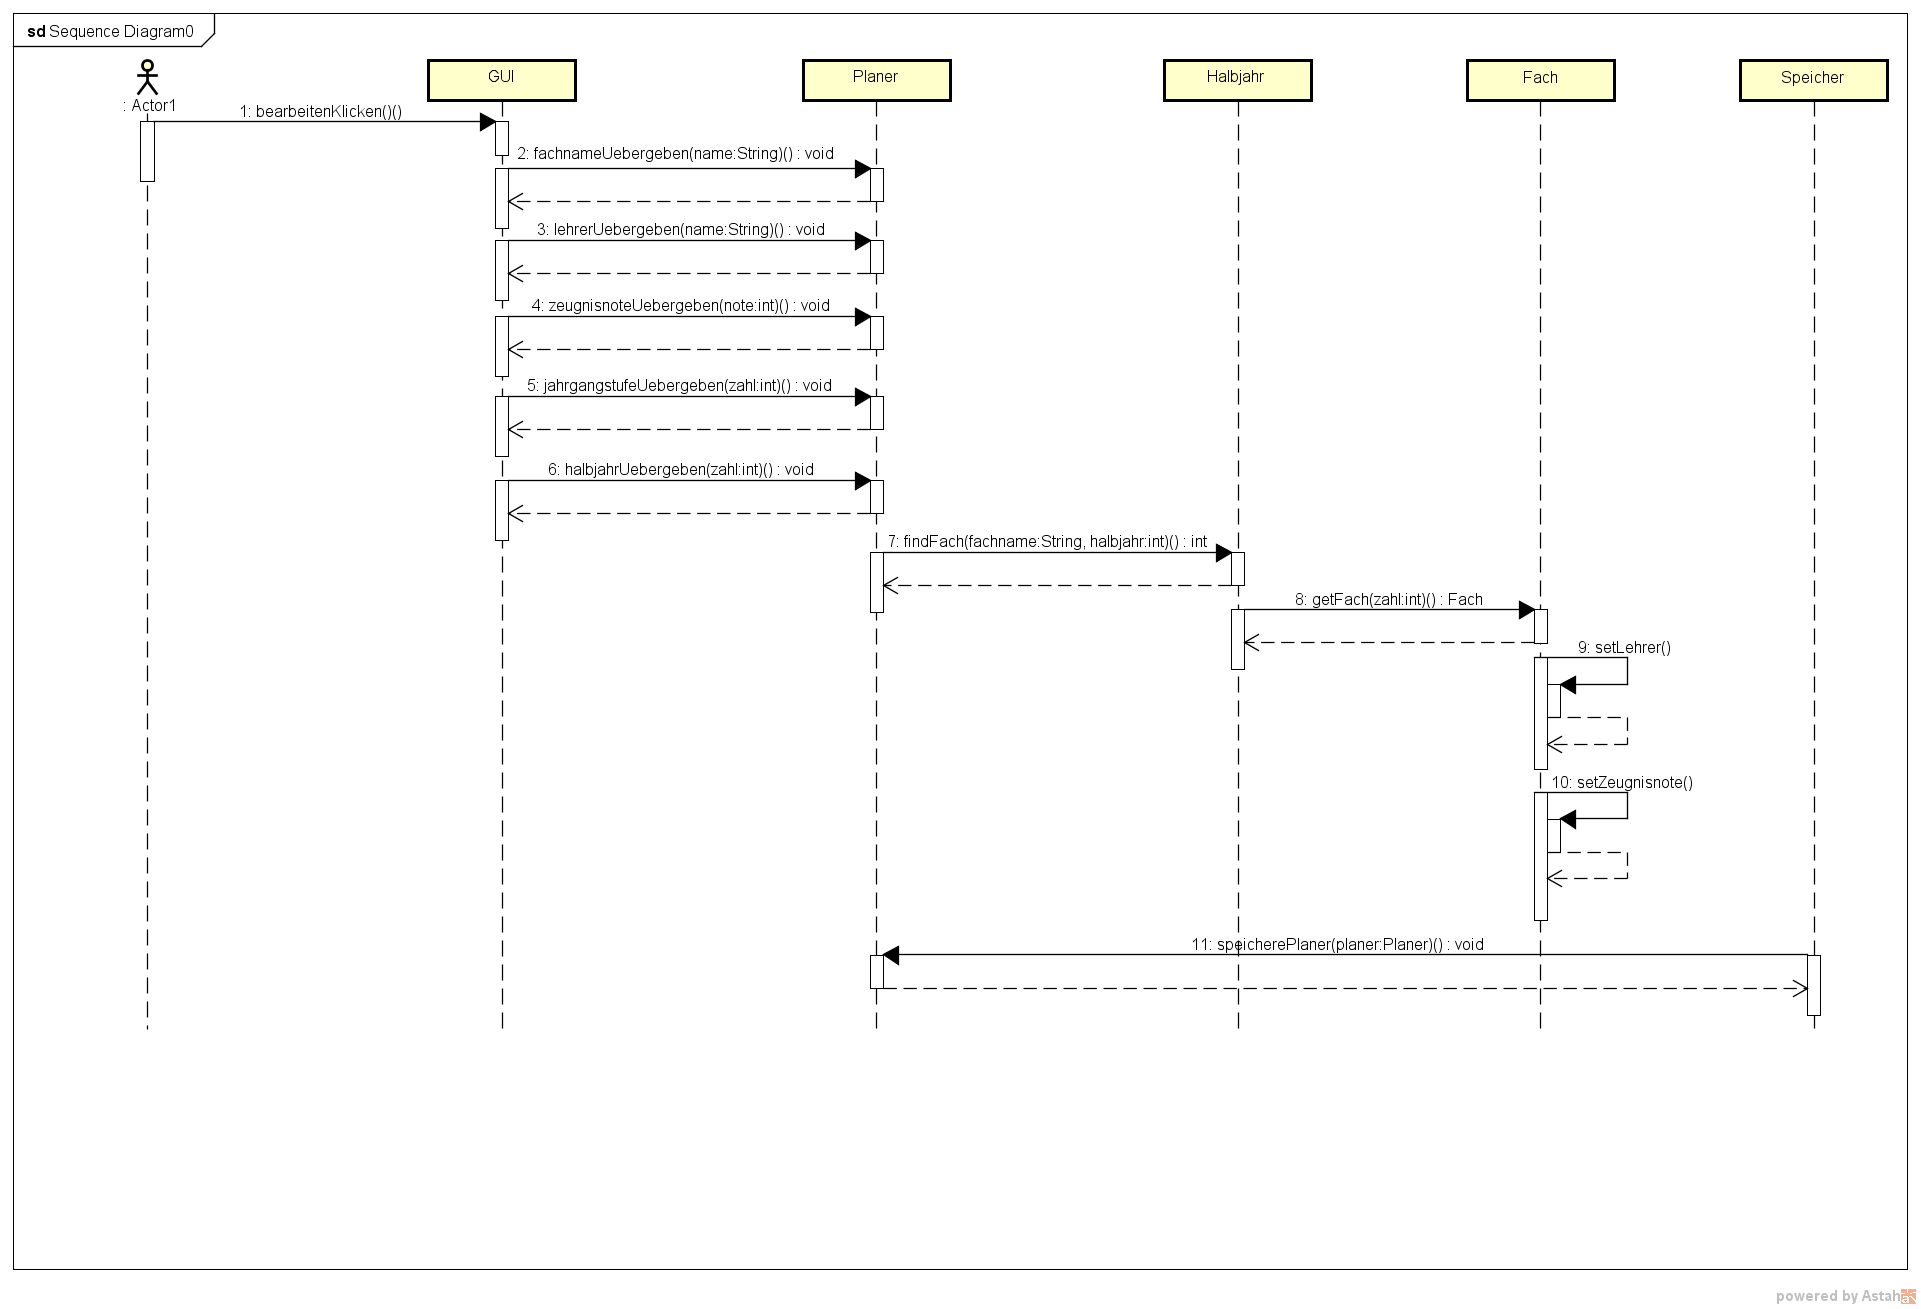 sd Sequence Diagram0
: Actor1
GUI
Planer
Halbjahr
Fach
Speicher
1: bearbeitenKlicken()()
2: fachnameUebergeben(name:String)() : void
3: lehrerUebergeben(name:String)() : void
4: zeugnisnoteUebergeben(note:int)() : void
5: jahrgangstufeUebergeben(zahl:int)() : void
6: halbjahrUebergeben(zahl:int)() : void
7: findFach(fachname:String, halbjahr:int)() : int
8: getFach(zahl:int)() : Fach
9: setLehrer()
10: setZeugnisnote()
11: speicherePlaner(planer:Planer)() : void
powered by Astah